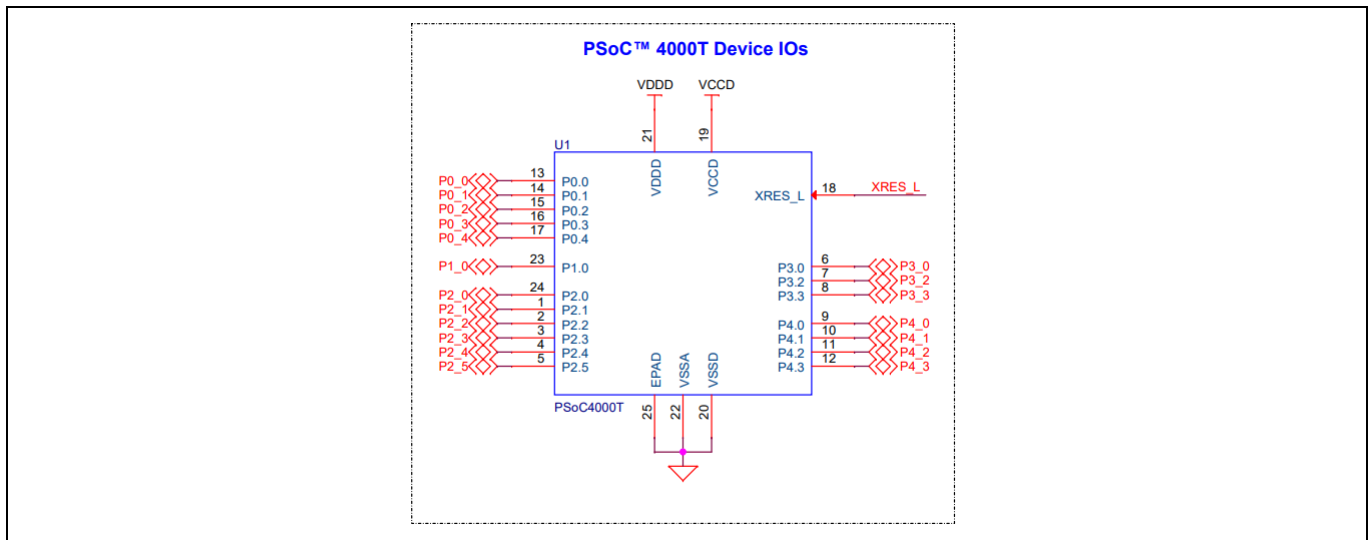 PSoC™ 4000T Device IOs
VDDD VCCD
21 19
U1
VDDD VCCD
P0_0 13 P0.0
P0_1 14 P0.1
XRES_L 18 XRES_L
P0_2 15 P0.2
P0_3 16 P0.3
P0_4 17 P0.4
P1_0 23 P1.0
P3.0 6 P3_0
P3.2 7 P3_2
P2_0 24 P2.0
P3.3 8 P3_3
P2_1 1 P2.1
P2_2 2 P2.2
P4.0 9 P4_0
P2_3 3 P2.3
P4.1 10 P4_1
P2_4 4 P2.4
P4.2 11 P4_2
P2_5 5 P2.5
P4.3 12 P4_3
EPAD VSSA VSSD
PSoC4000T
25 22 20